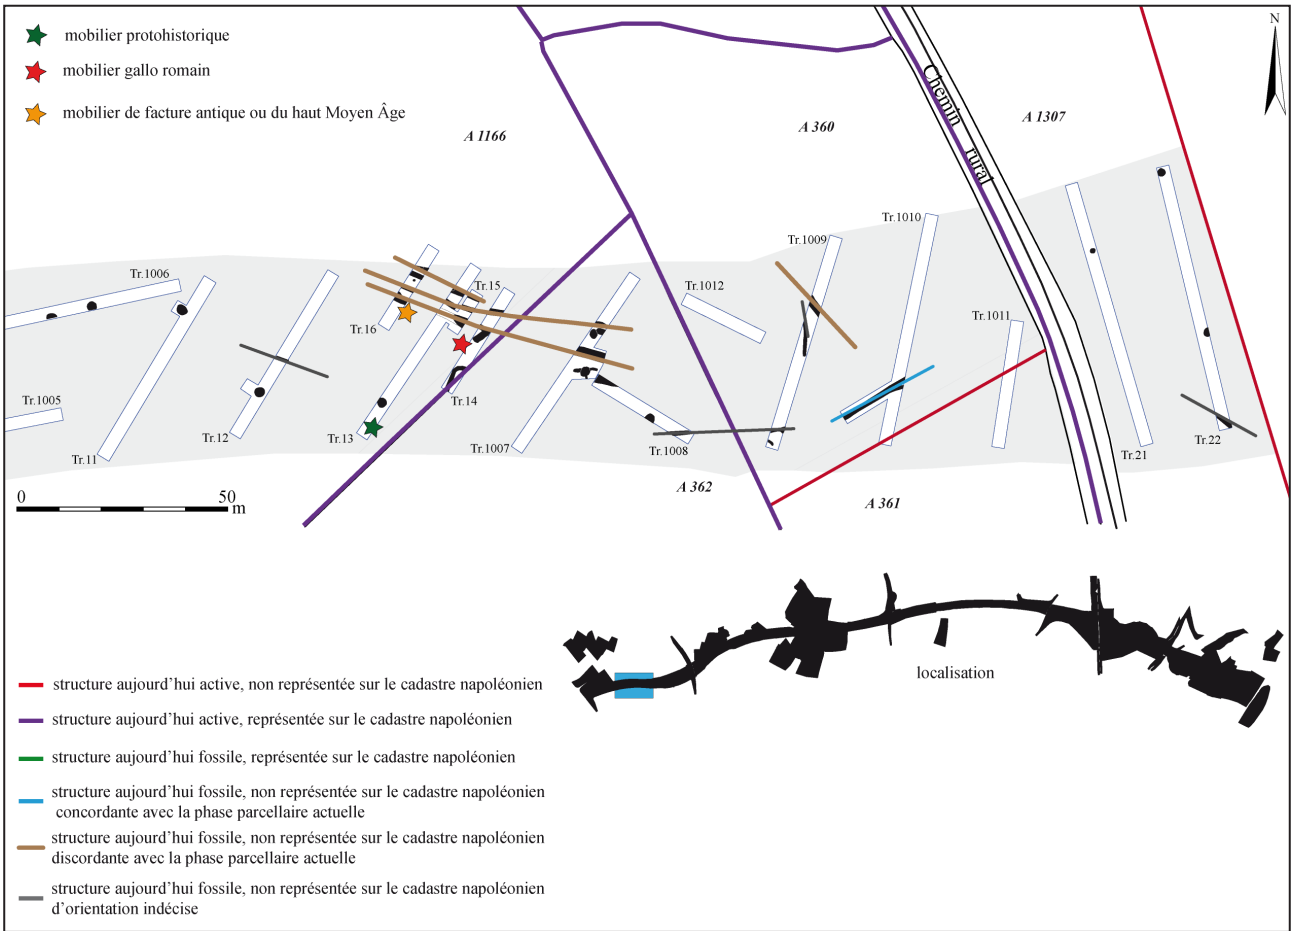 mobilier protohistorique
mobilier gallo romain
mobilier de facture antique ou du haut Moyen Âge
N
A 1166
A 360
A 1307
Chemin rural
Tr.1006
Tr.1005
Tr.11
Tr.12
Tr.16
Tr.13
Tr.15
Tr.14
Tr.1007
Tr.1008
Tr.1012
Tr.1009
Tr.1010
Tr.1011
Tr.21
Tr.22
A 362
A 361
0 50
m
localisation
structure aujourd'hui active, non représentée sur le cadastre napoléonien
structure aujourd'hui active, représentée sur le cadastre napoléonien
structure aujourd'hui fossile, représentée sur le cadastre napoléonien
structure aujourd'hui fossile, non représentée sur le cadastre napoléonien
concordante avec la phase parcellaire actuelle
structure aujourd'hui fossile, non représentée sur le cadastre napoléonien
discordante avec la phase parcellaire actuelle
structure aujourd'hui fossile, non représentée sur le cadastre napoléonien
d'orientation indécise